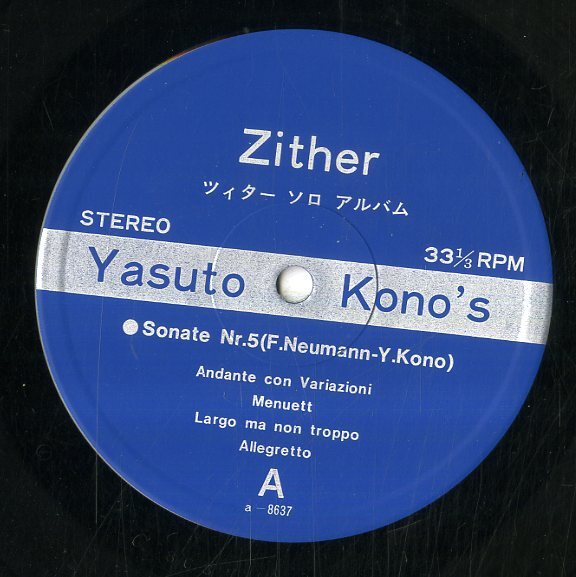 Zither
ツィター ソロ アルバム
STEREO
33⅓ RPM
Yasuto Kono's
●Sonate Nr.5(F.Neumann-Y.Kono)
Andante con Variazioni
Menuett
Largo ma non troppo
Allegretto
A
a-8637